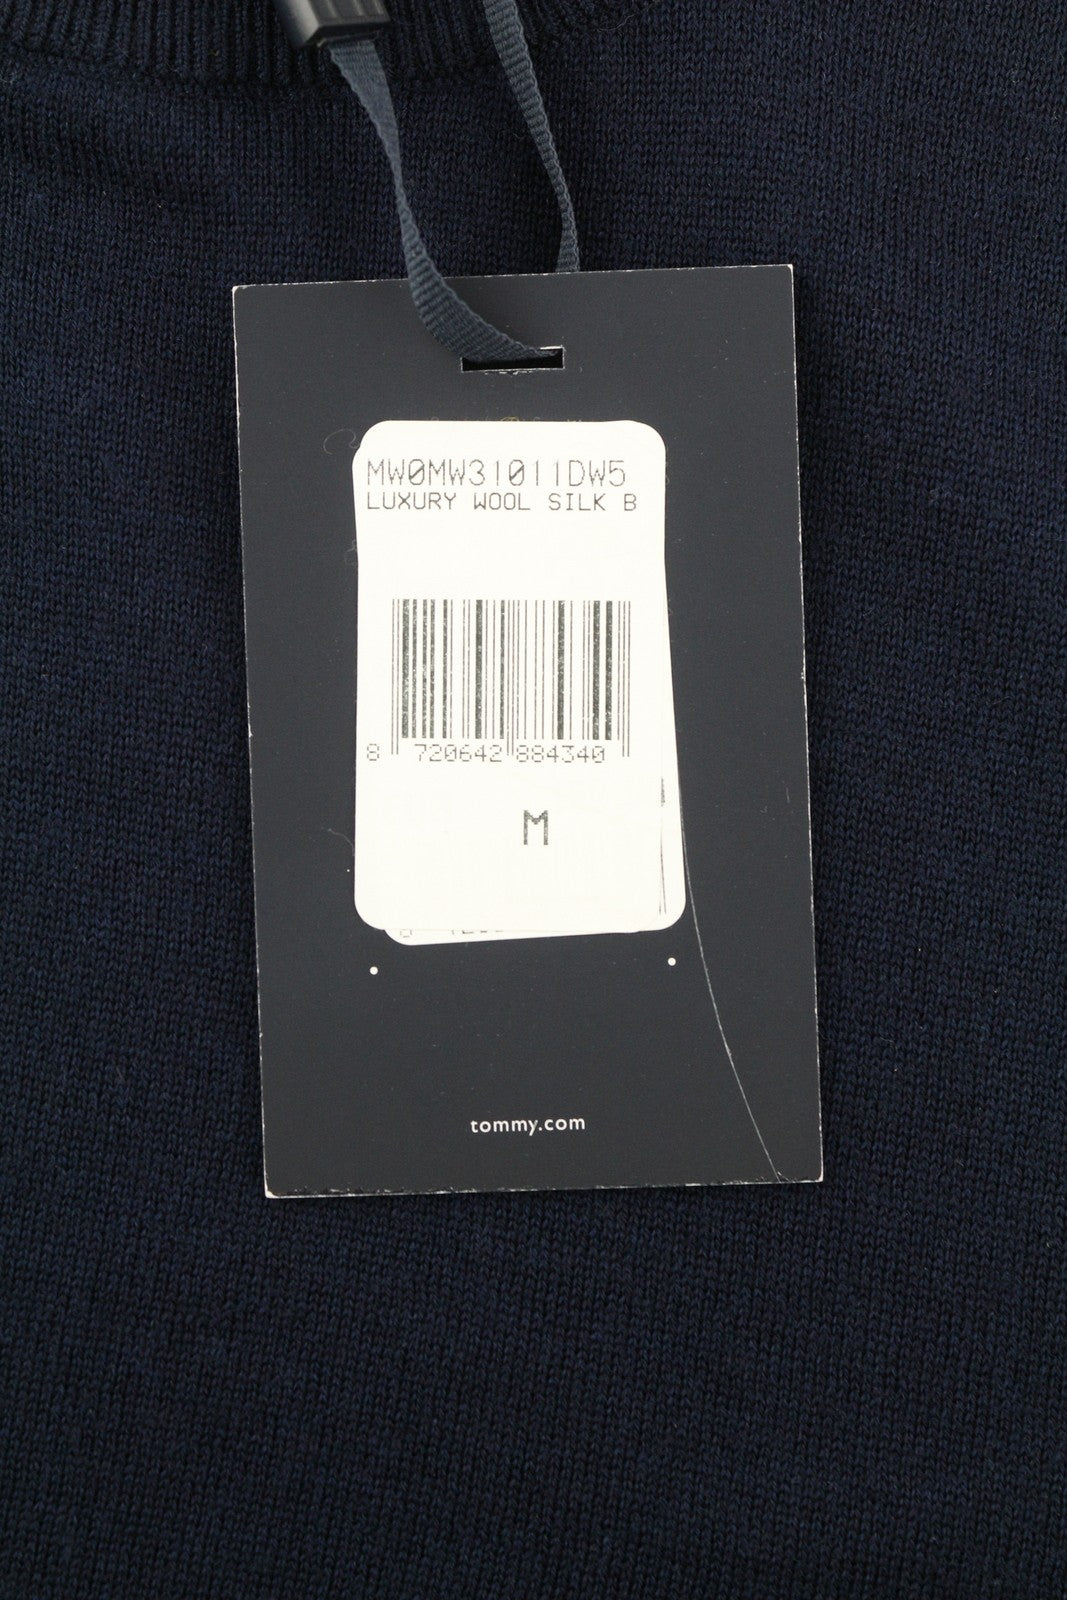 MW0MW31011DW5
LUXURY WOOL SILK B
8 720642 884340
M
tommy.com